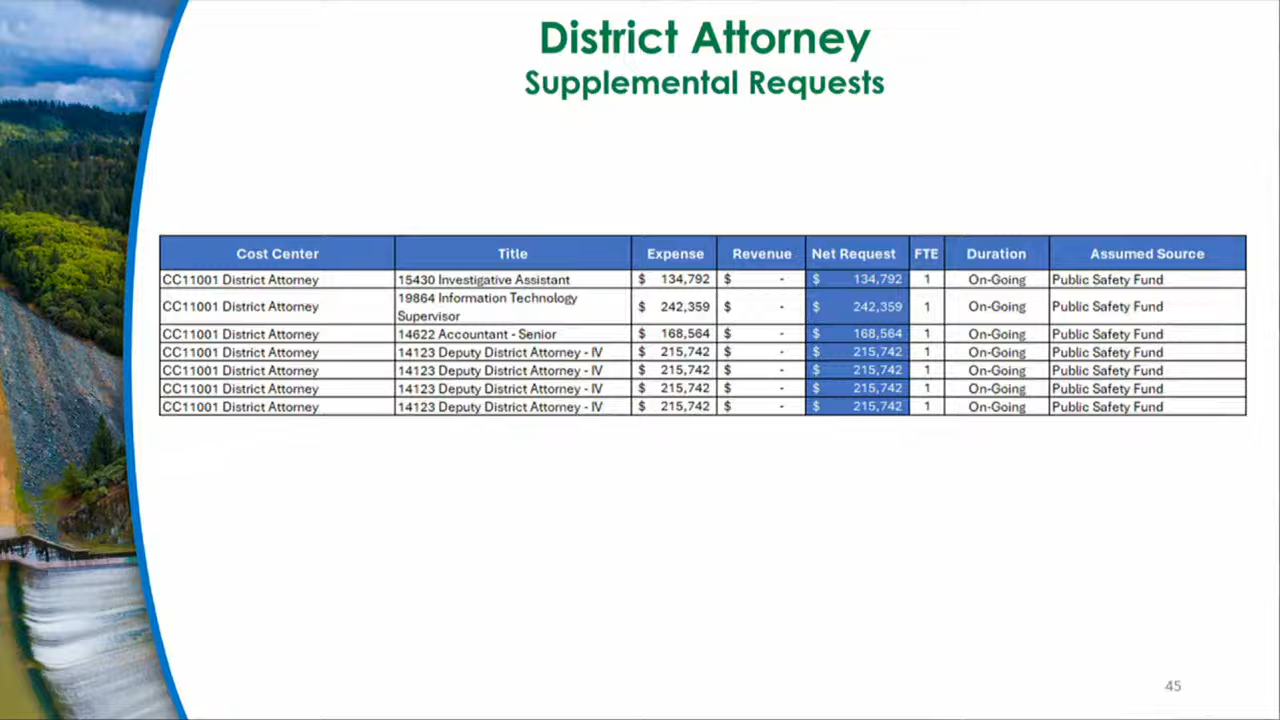 District Attorney
Supplemental Requests
Cost Center Title Expense Revenue Net Request FTE Duration Assumed Source
CC11001 District Attorney 15430 Investigative Assistant $ 134,792 $ - $ 134,792 1 On-Going Public Safety Fund
CC11001 District Attorney 19864 Information Technology Supervisor $ 242,359 $ - $ 242,359 1 On-Going Public Safety Fund
CC11001 District Attorney 14622 Accountant - Senior $ 168,564 $ - $ 168,564 1 On-Going Public Safety Fund
CC11001 District Attorney 14123 Deputy District Attorney - IV $ 215,742 $ - $ 215,742 1 On-Going Public Safety Fund
CC11001 District Attorney 14123 Deputy District Attorney - IV $ 215,742 $ - $ 215,742 1 On-Going Public Safety Fund
CC11001 District Attorney 14123 Deputy District Attorney - IV $ 215,742 $ - $ 215,742 1 On-Going Public Safety Fund
CC11001 District Attorney 14123 Deputy District Attorney - IV $ 215,742 $ - $ 215,742 1 On-Going Public Safety Fund
45